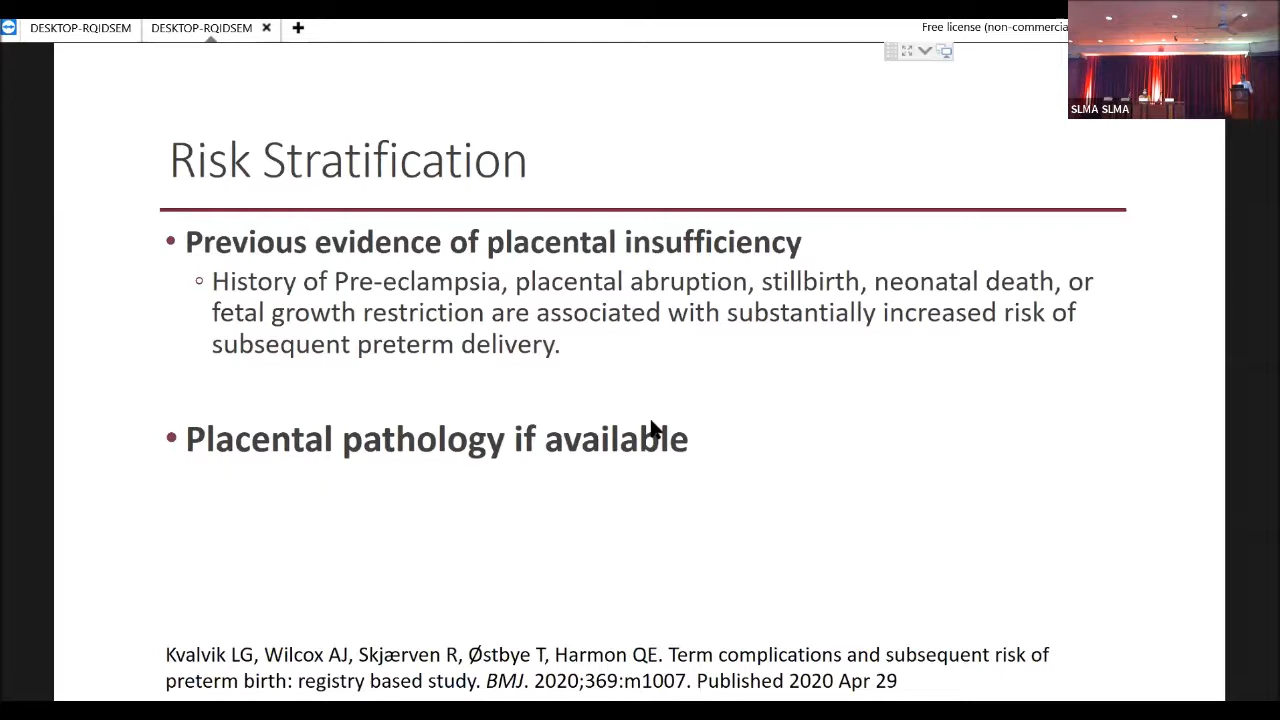 DESKTOP-RQIDSEM DESKTOP-RQIDSEM
Free license (non-commercia
SLMA SLMA
Risk Stratification
• Previous evidence of placental insufficiency
◦ History of Pre-eclampsia, placental abruption, stillbirth, neonatal death, or
fetal growth restriction are associated with substantially increased risk of
subsequent preterm delivery.
• Placental pathology if available
Kvalvik LG, Wilcox AJ, Skjærven R, Østbye T, Harmon QE. Term complications and subsequent risk of
preterm birth: registry based study. BMJ. 2020;369:m1007. Published 2020 Apr 29